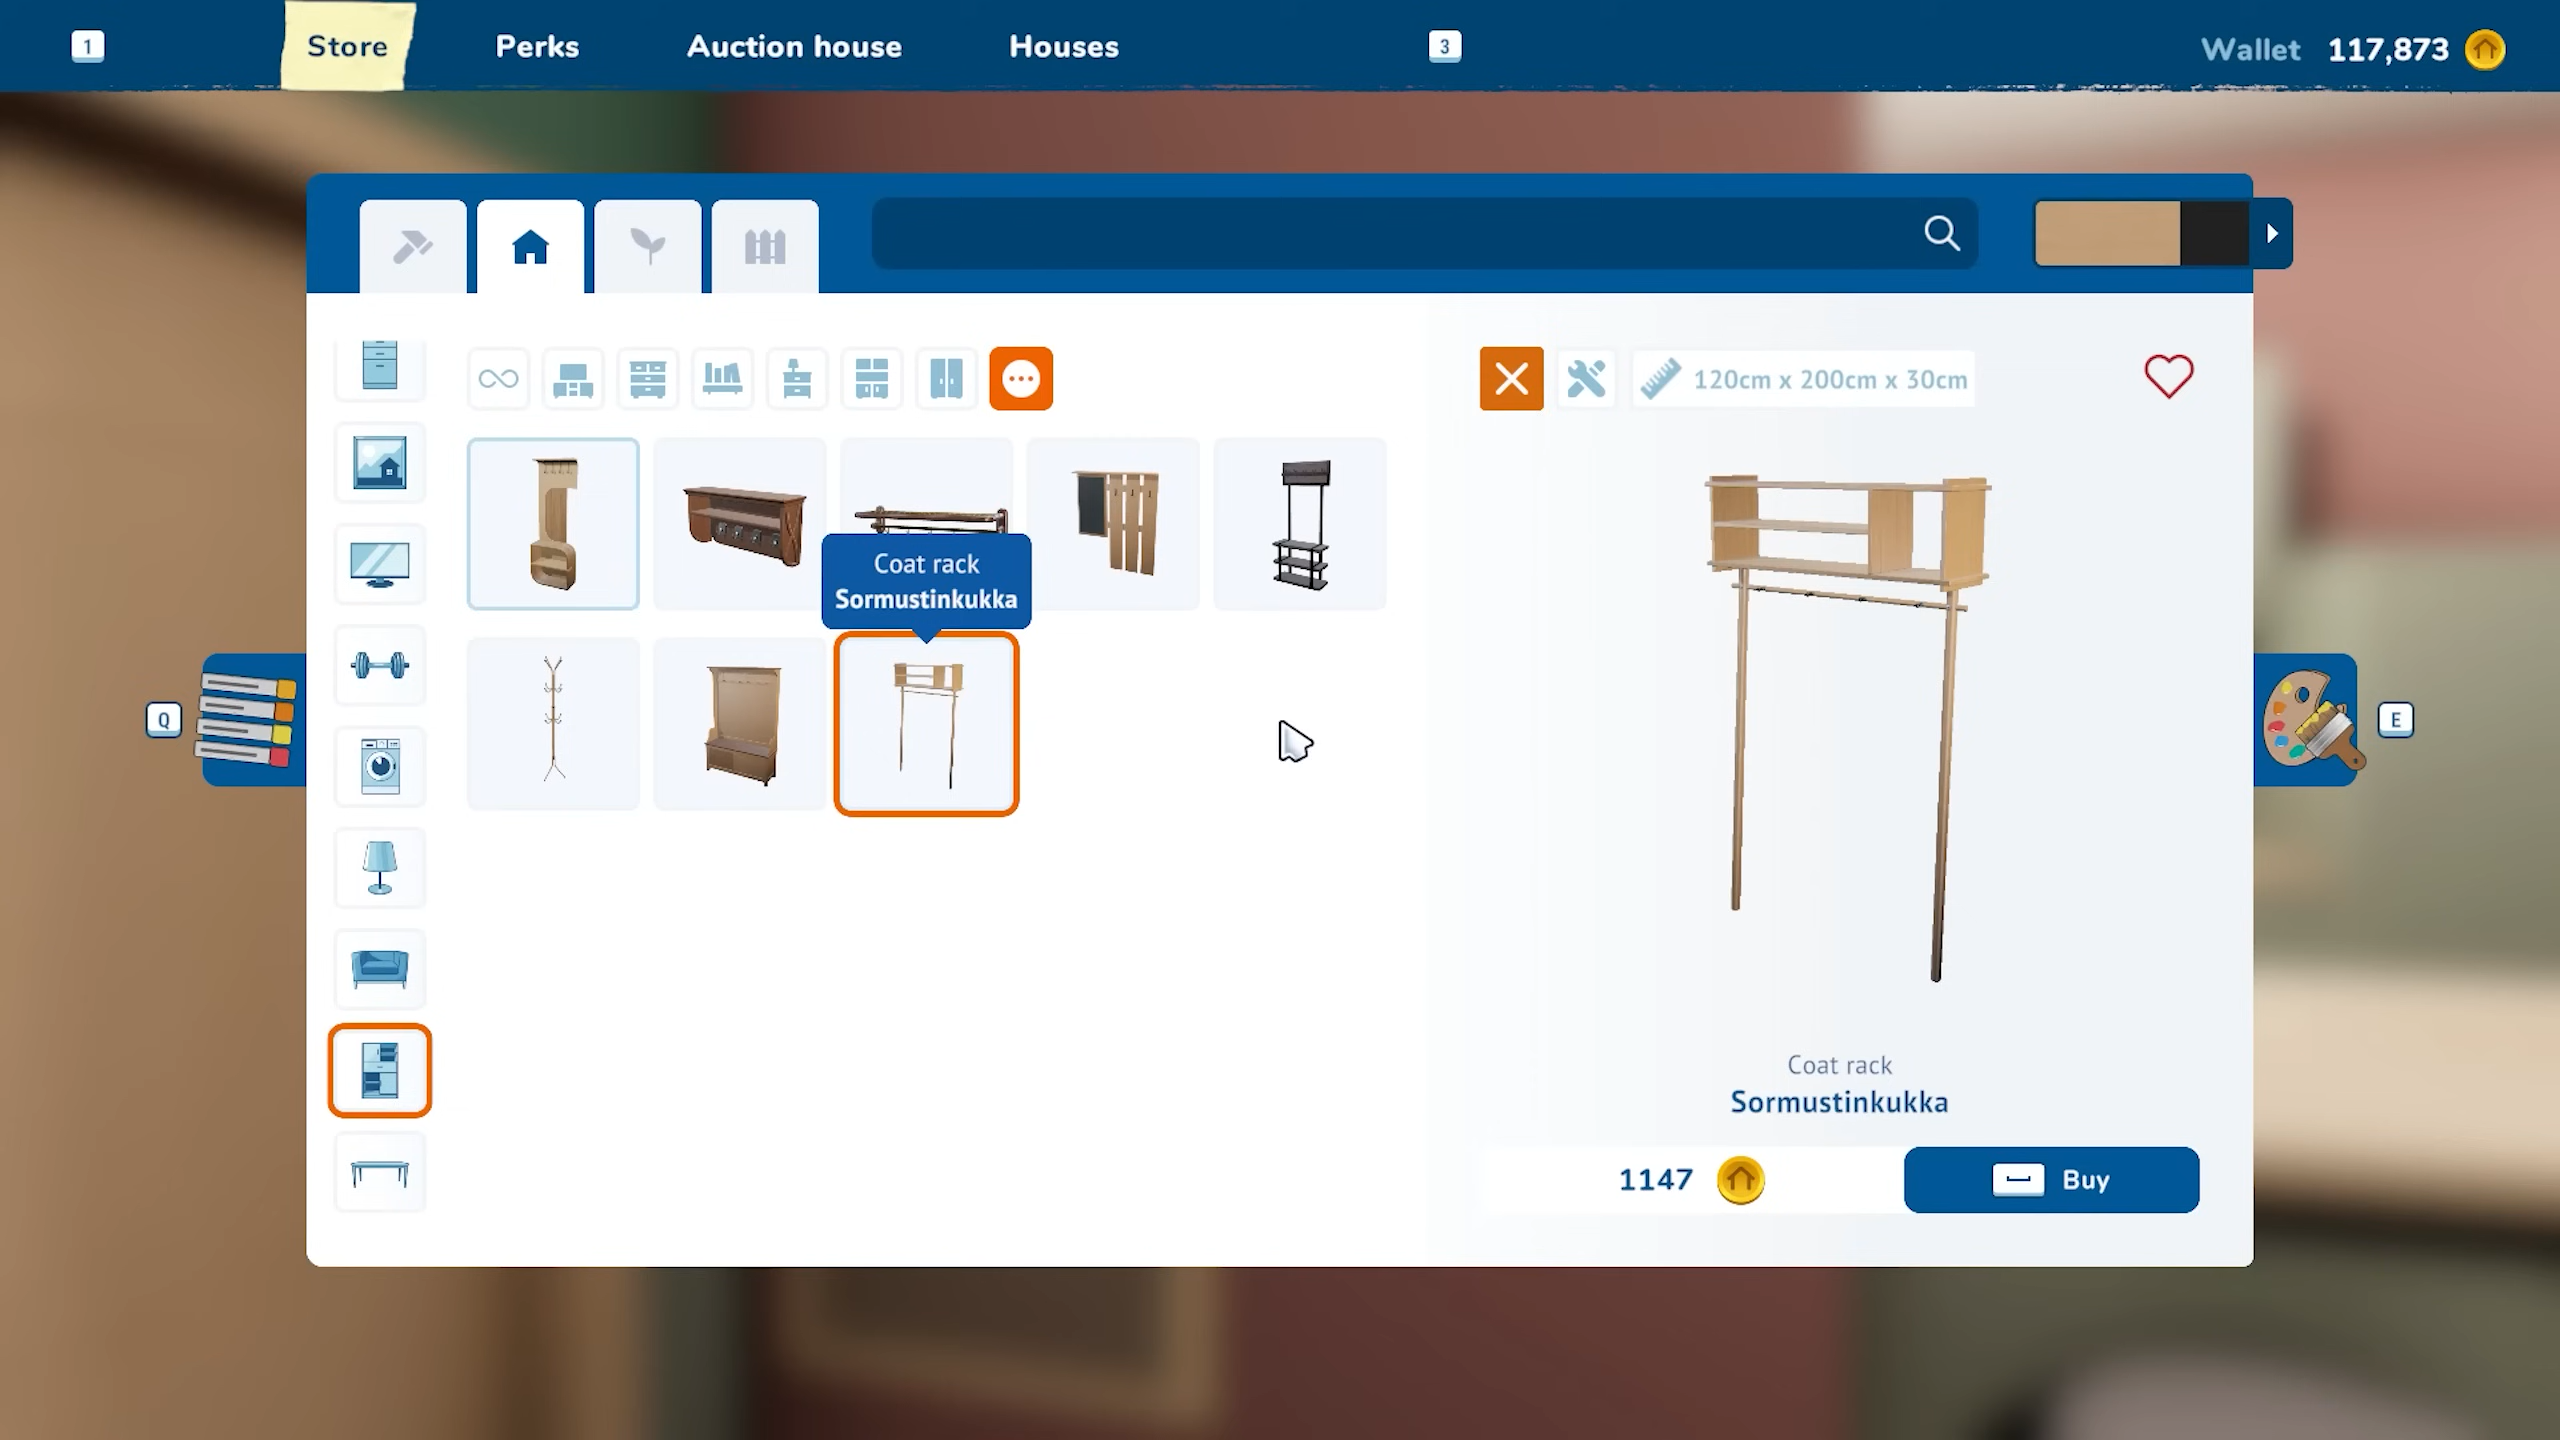 1
Store
Perks
Auction house
Houses
3
Wallet 117,873
120cm x 200cm x 30cm
Coat rack
Sormustinkukka
Q
E
Coat rack
Sormustinkukka
1147
Buy